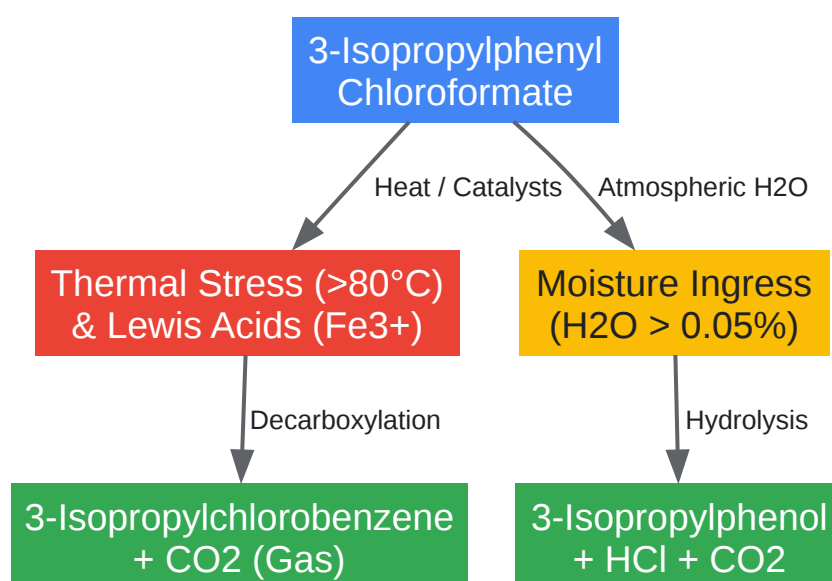 3-Isopropylphenyl
Chloroformate
Heat / Catalysts
Atmospheric H2O
Thermal Stress (>80°C)
& Lewis Acids (Fe3+)
Moisture Ingress
(H2O > 0.05%)
Decarboxylation
Hydrolysis
3-Isopropylchlorobenzene
+ CO2 (Gas)
3-Isopropylphenol
+ HCl + CO2